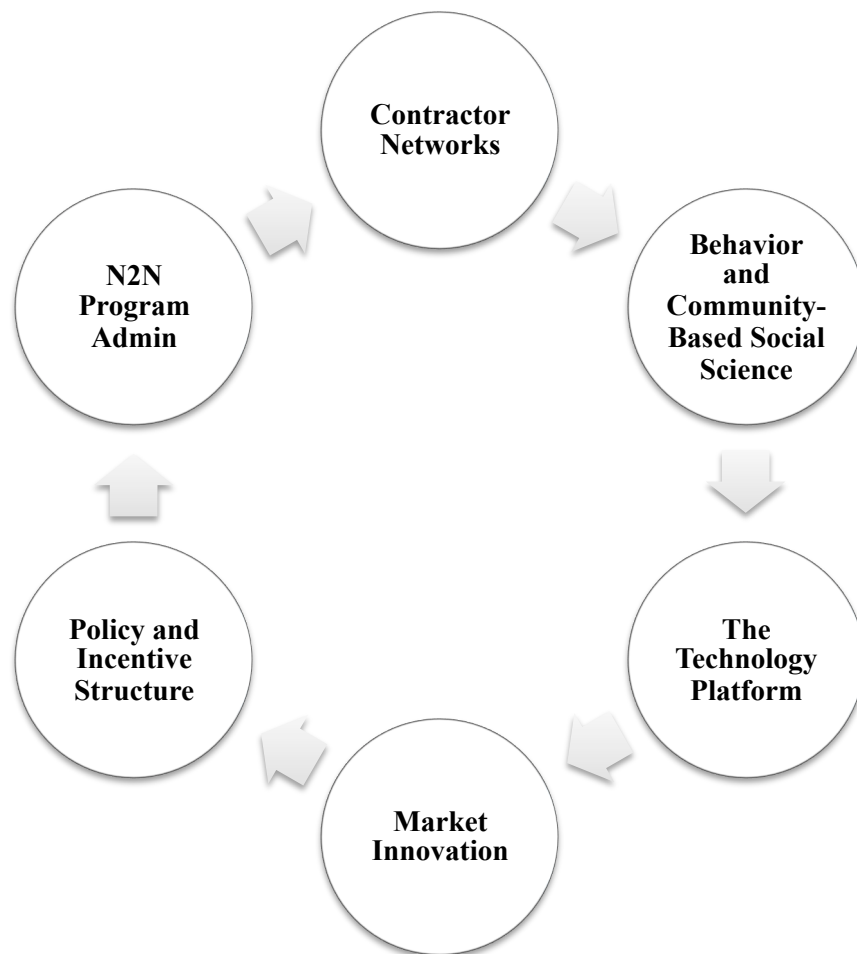 Contractor
Networks
Behavior
and
Community-
Based Social
Science
The
Technology
Platform
Market
Innovation
Policy and
Incentive
Structure
N2N
Program
Admin